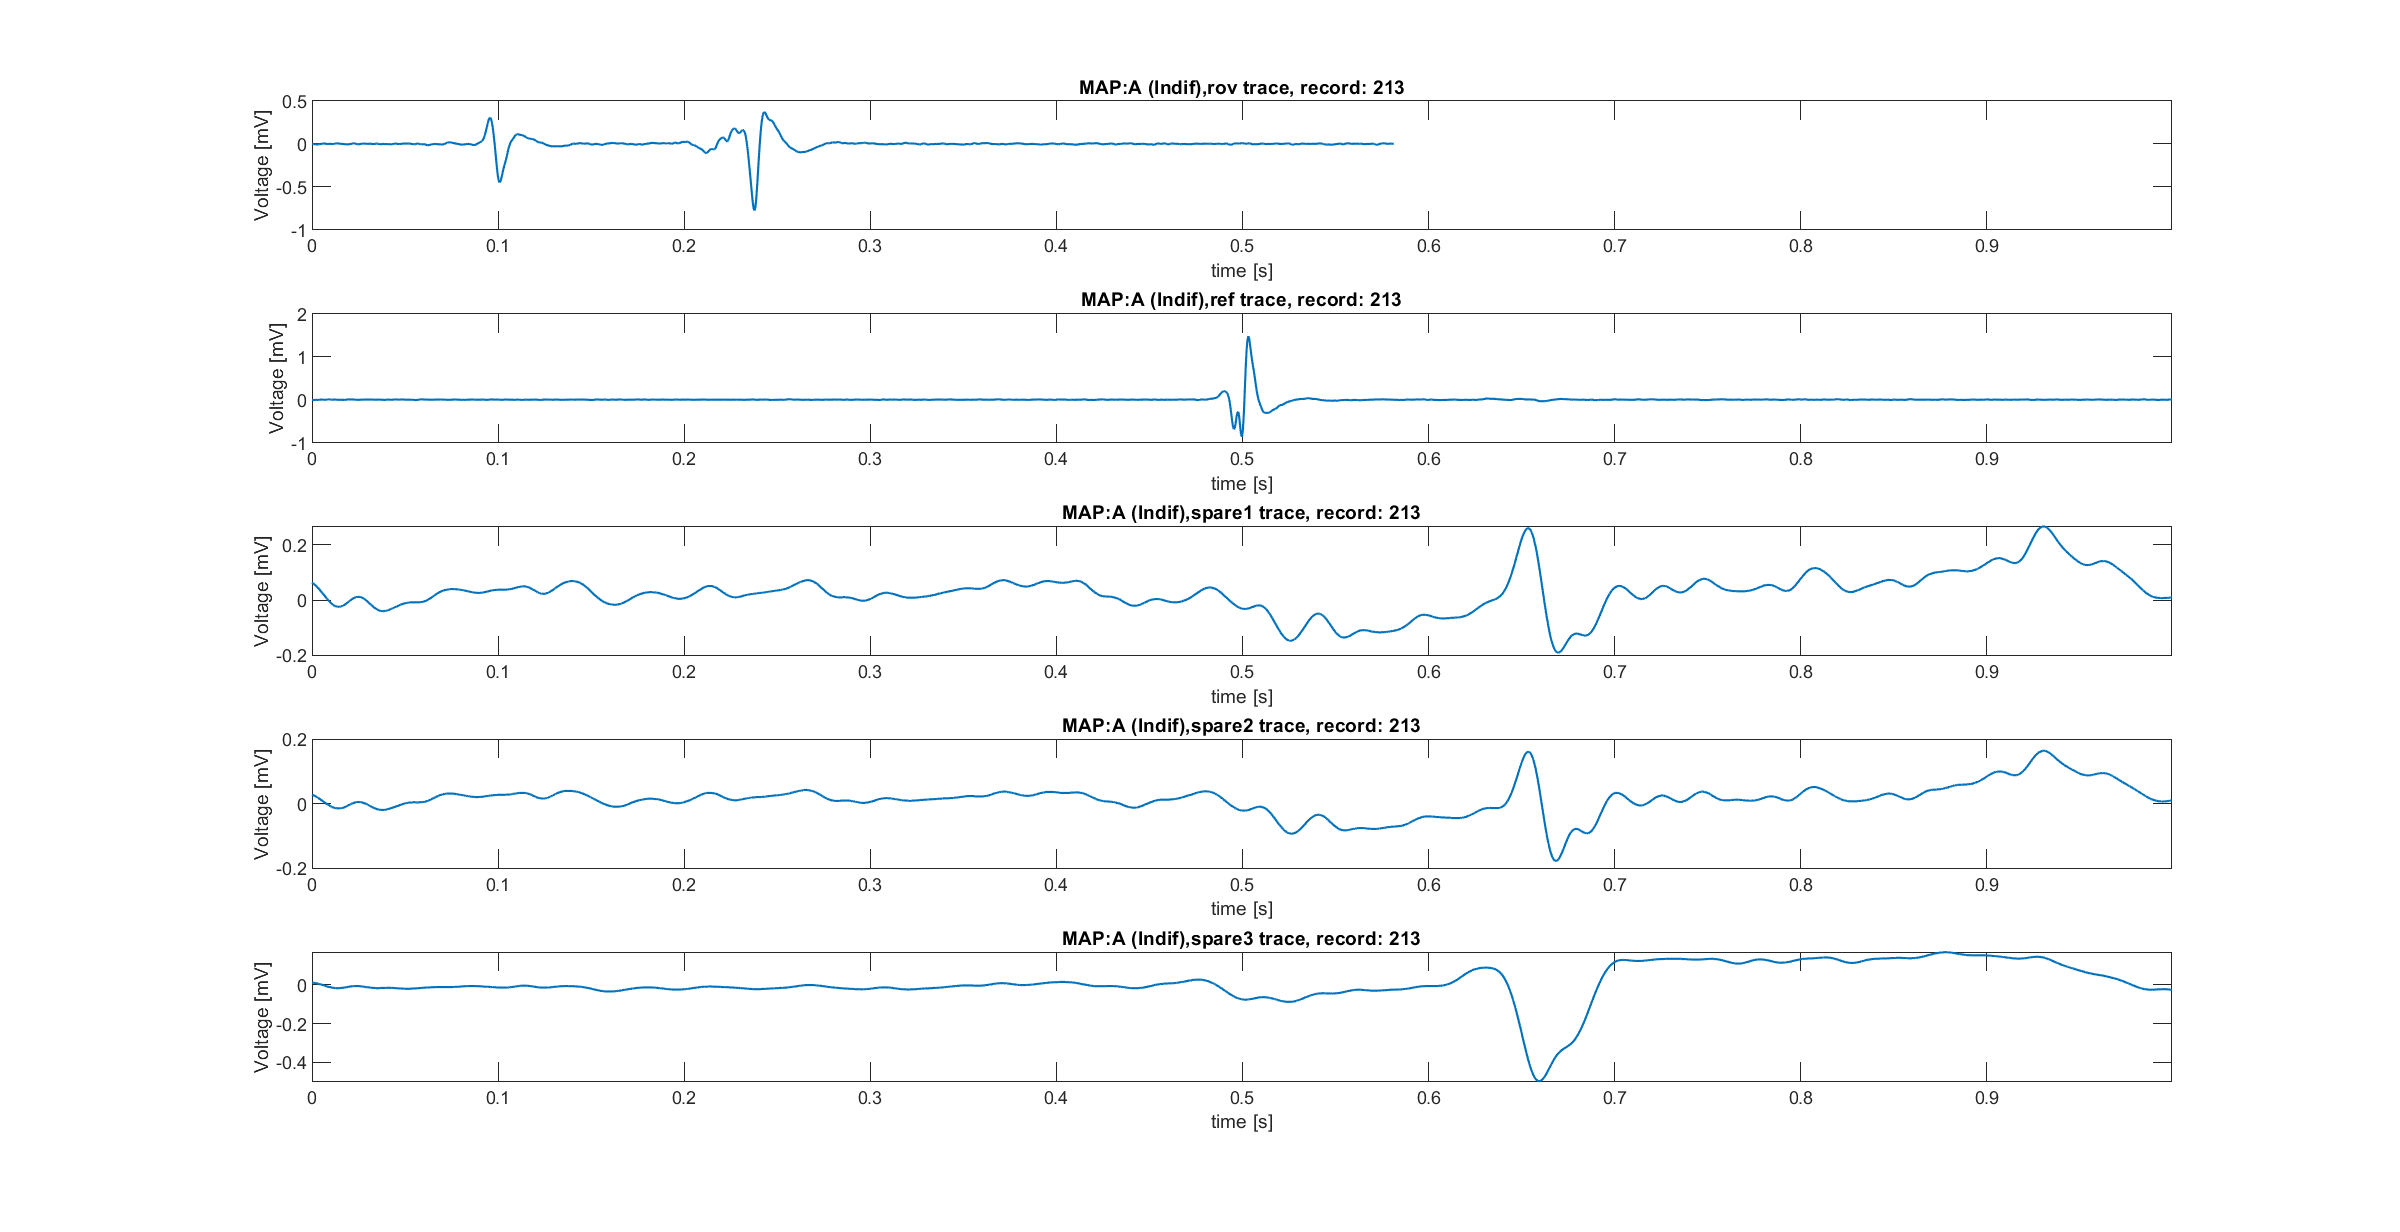 MAP:A (Indif),rov trace, record: 213
Voltage [mV]
0.5
0
-0.5
-1
0 0.1 0.2 0.3 0.4 0.5 0.6 0.7 0.8 0.9
time [s]
MAP:A (Indif),ref trace, record: 213
Voltage [mV]
2
1
0
-1
0 0.1 0.2 0.3 0.4 0.5 0.6 0.7 0.8 0.9
time [s]
MAP:A (Indif),spare1 trace, record: 213
Voltage [mV]
0.2
0
-0.2
0 0.1 0.2 0.3 0.4 0.5 0.6 0.7 0.8 0.9
time [s]
MAP:A (Indif),spare2 trace, record: 213
Voltage [mV]
0.2
0
-0.2
0 0.1 0.2 0.3 0.4 0.5 0.6 0.7 0.8 0.9
time [s]
MAP:A (Indif),spare3 trace, record: 213
Voltage [mV]
0
-0.2
-0.4
0 0.1 0.2 0.3 0.4 0.5 0.6 0.7 0.8 0.9
time [s]